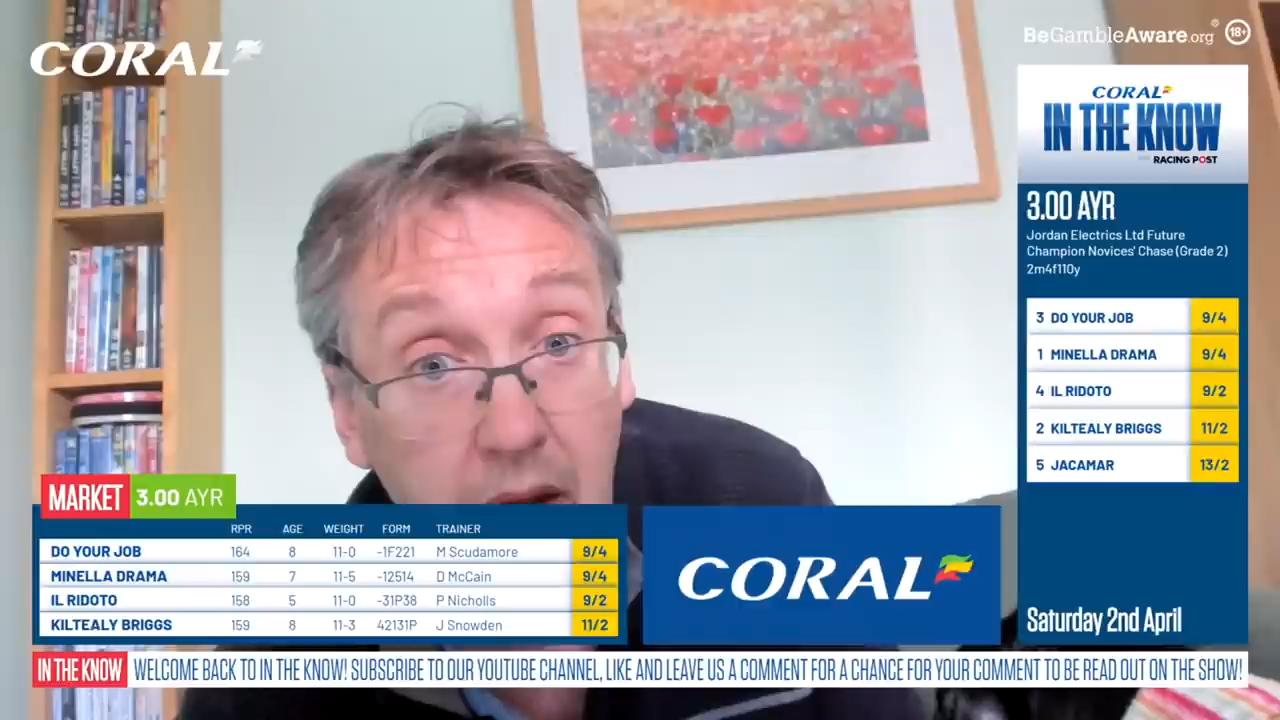 CORAL
BeGambleAware.org® 18+
CORAL
IN THE KNOW
RACING POST
3.00 AYR
Jordan Electrics Ltd Future
Champion Novices' Chase (Grade 2)
2m4f110y
3 DO YOUR JOB 9/4
1 MINELLA DRAMA 9/4
4 IL RIDOTO 9/2
2 KILTEALY BRIGGS 11/2
5 JACAMAR 13/2
Saturday 2nd April
MARKET 3.00 AYR
RPR AGE WEIGHT FORM TRAINER
DO YOUR JOB 164 8 11-0 -1F221 M Scudamore 9/4
MINELLA DRAMA 159 7 11-5 -12514 D McCain 9/4
IL RIDOTO 158 5 11-0 -31P38 P Nicholls 9/2
KILTEALY BRIGGS 159 8 11-3 42131P J Snowden 11/2
CORAL
IN THE KNOW WELCOME BACK TO IN THE KNOW! SUBSCRIBE TO OUR YOUTUBE CHANNEL, LIKE AND LEAVE US A COMMENT FOR A CHANCE FOR YOUR COMMENT TO BE READ OUT ON THE SHOW!